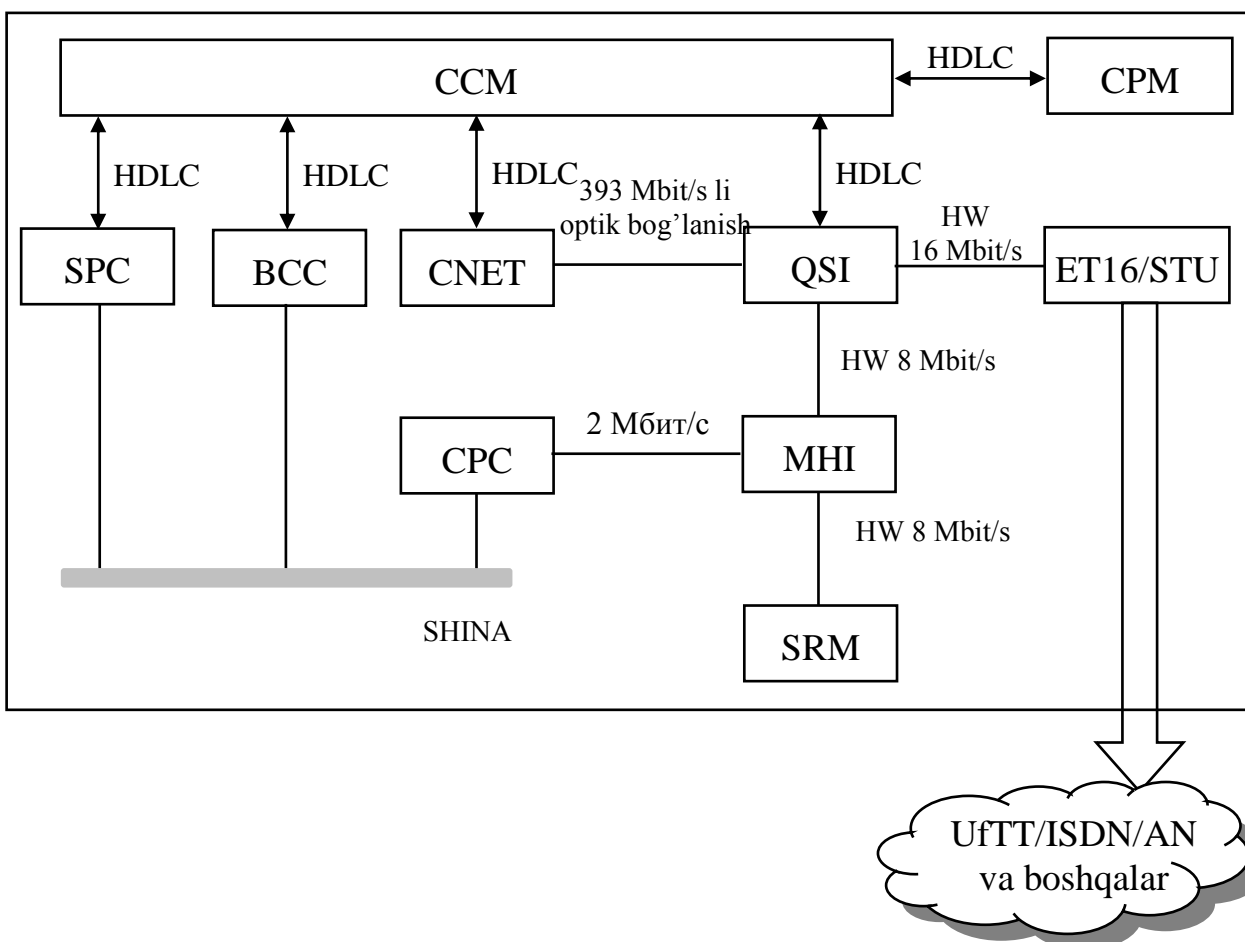 HDLC
CCM
CPM
HDLC
HDLC
HDLC
HDLC
393 Mbit/s li
optik bog’lanish
HW
16 Mbit/s
SPC
BCC
CNET
QSI
ET16/STU
HW 8 Mbit/s
2 Мбит/с
CPC
MHI
HW 8 Mbit/s
SHINA
SRM
UfTT/ISDN/AN
va boshqalar